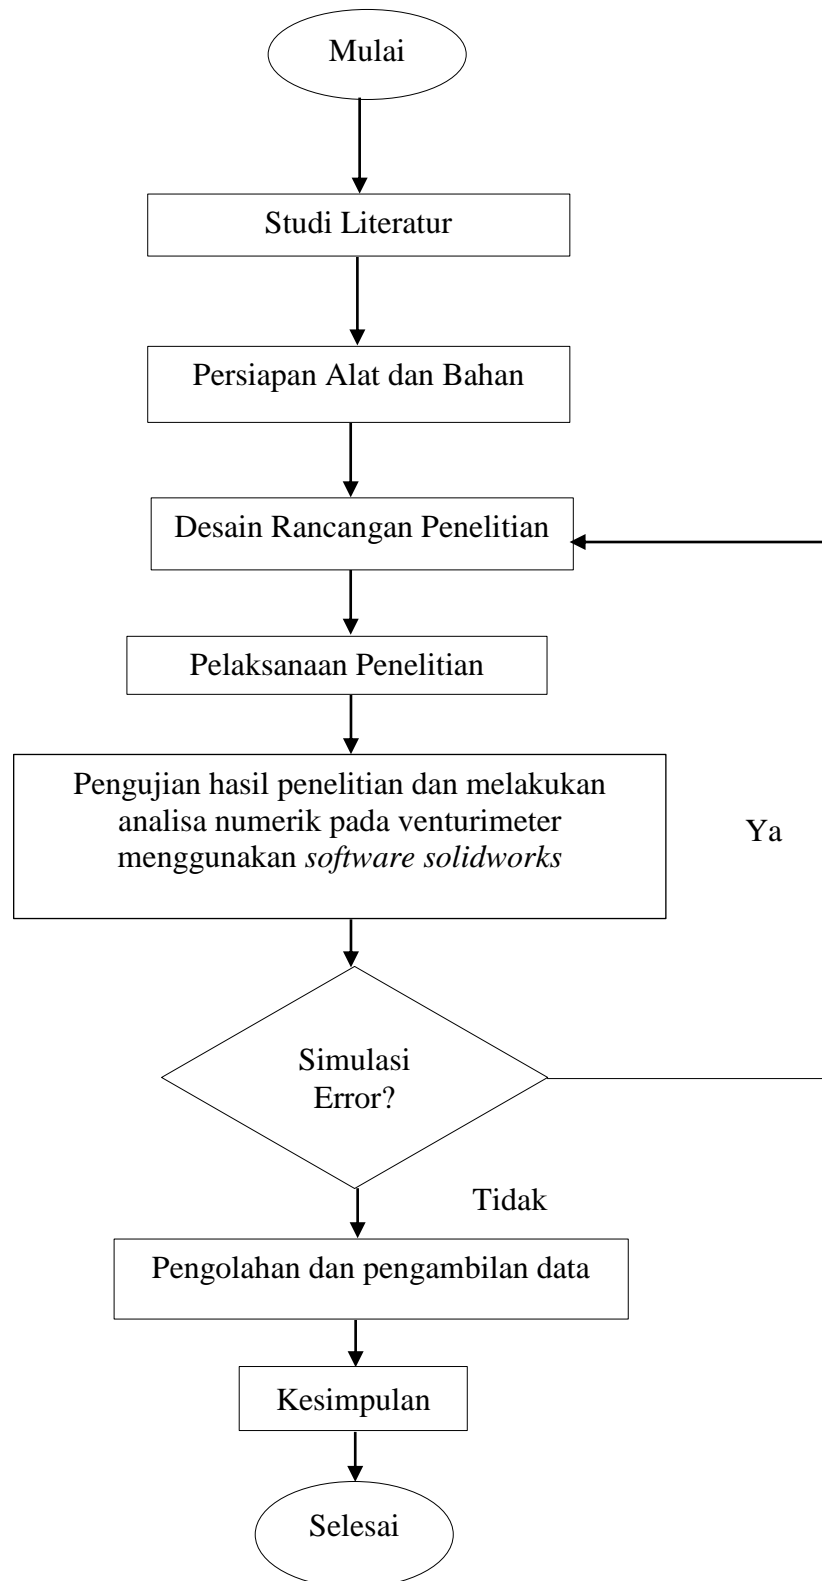 Mulai
Studi Literatur
Persiapan Alat dan Bahan
Desain Rancangan Penelitian
Pelaksanaan Penelitian
Pengujian hasil penelitian dan melakukan
analisa numerik pada venturimeter
menggunakan software solidworks
Ya
Simulasi
Error?
Tidak
Pengolahan dan pengambilan data
Kesimpulan
Selesai